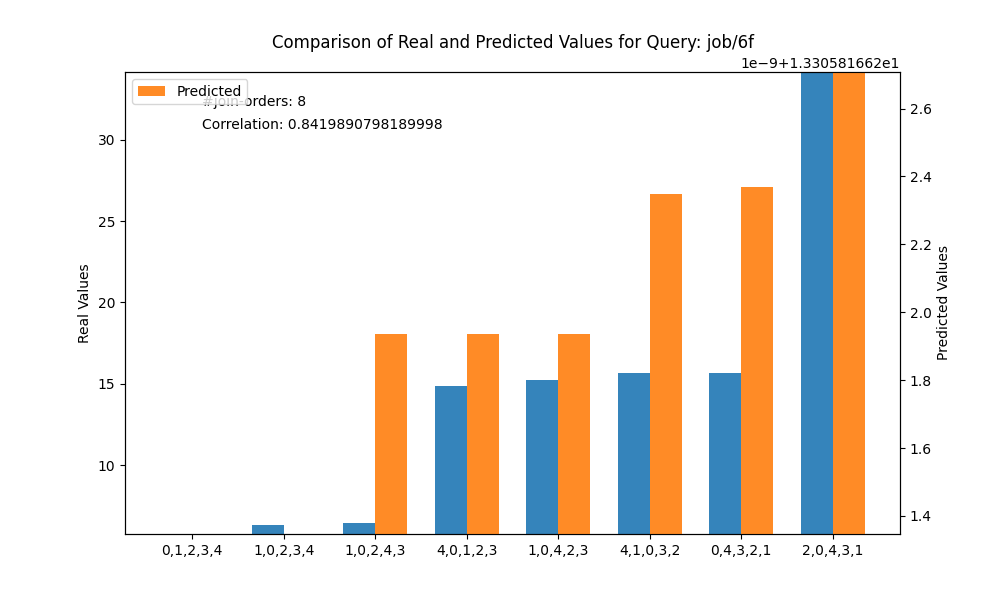 Comparison of Real and Predicted Values for Query: job/6f
1e−9+1.330581662e1
Predicted
#join-orders: 8
Correlation: 0.8419890798189998
30
25
20
15
10
Real Values
2.6
2.4
2.2
2.0
1.8
1.6
1.4
Predicted Values
0,1,2,3,4
1,0,2,3,4
1,0,2,4,3
4,0,1,2,3
1,0,4,2,3
4,1,0,3,2
0,4,3,2,1
2,0,4,3,1